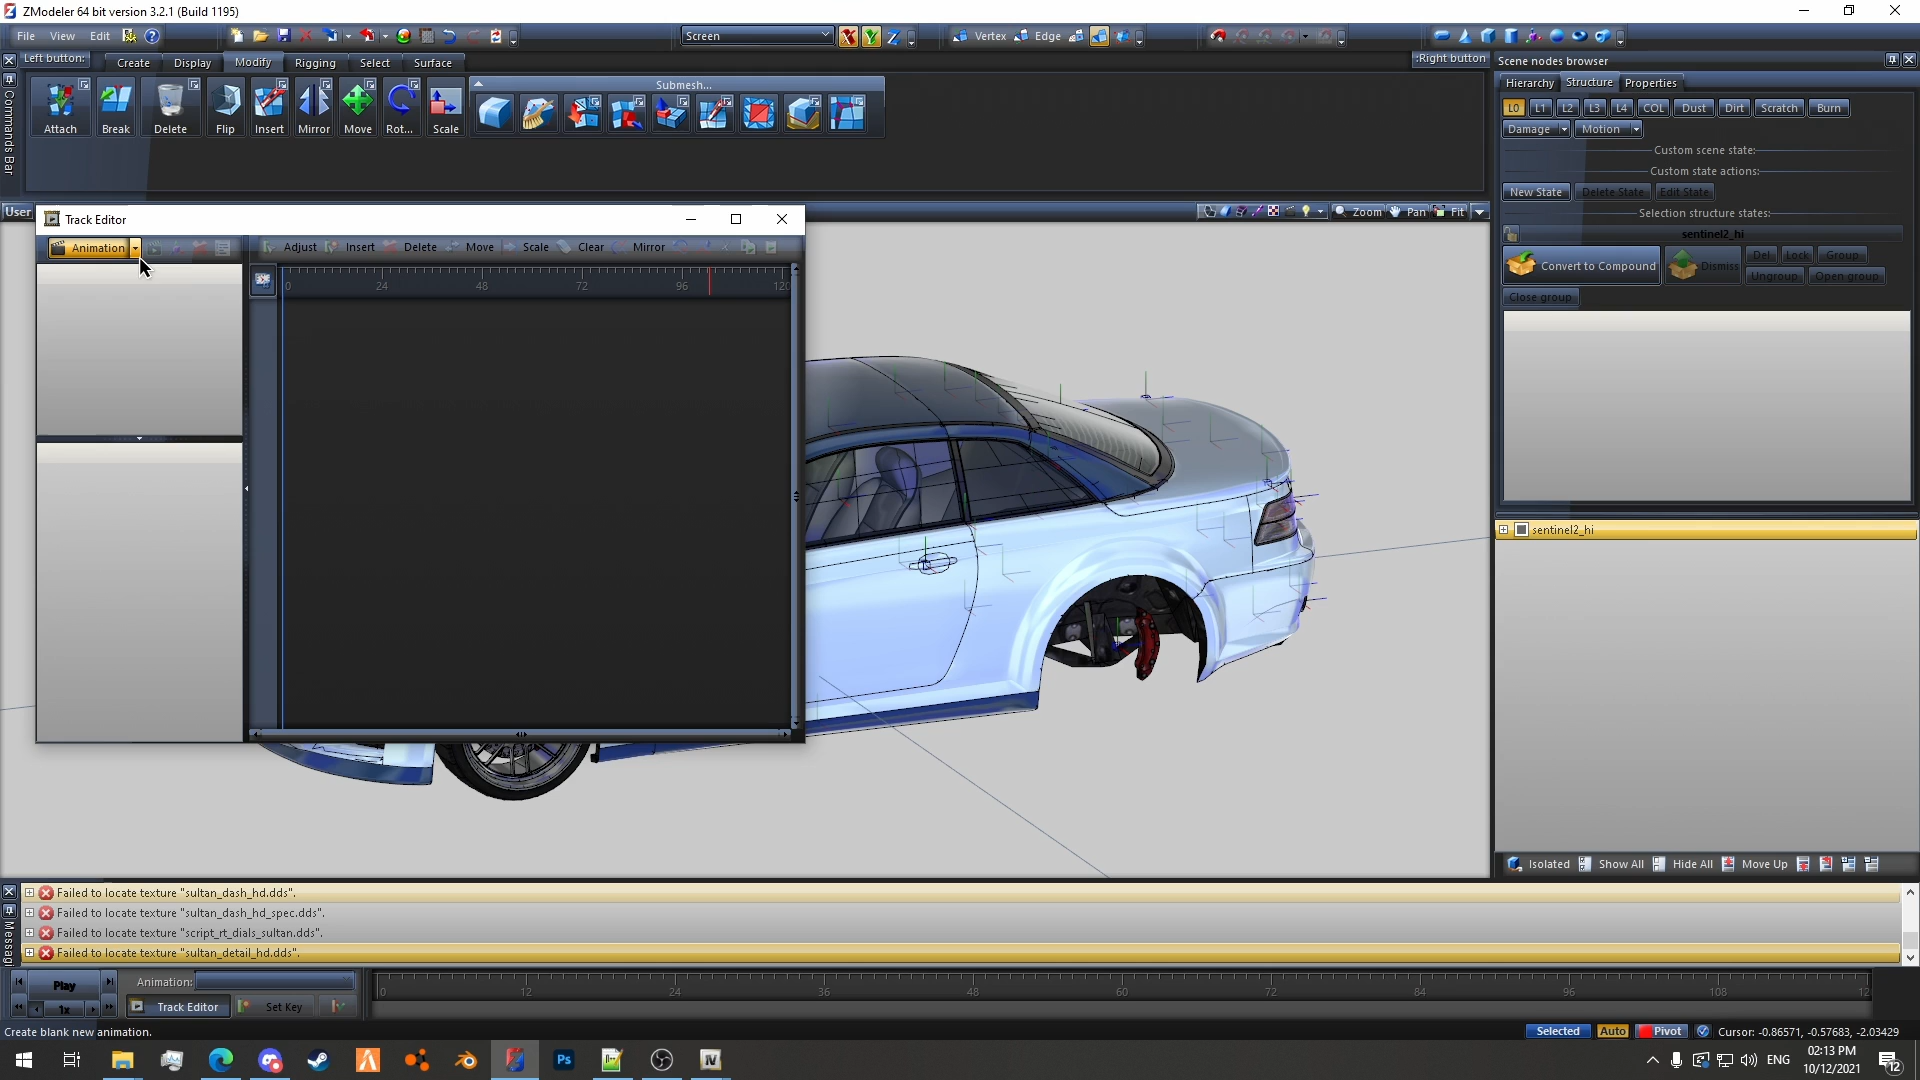 ZModeler 64 bit version 3.2.1 (Build 1195)
File View Edit
Screen
Vertex Edge
Left button:
Create Display Modify Rigging Select Surface
:Right button
Attach Break Delete Flip Insert Mirror Move Rot... Scale
Submesh...
Commands Bar
Scene nodes browser
Hierarchy Structure Properties
L0 L1 L2 L3 L4 COL Dust Dirt Scratch Burn
Damage Motion
Custom scene state:
Custom state actions:
New State Delete State Edit State
Selection structure states:
sentinel2_hi
Convert to Compound Dismiss Del Lock Group
Ungroup Open group
Close group
User
Zoom Pan Fit
Track Editor
Animation
Adjust Insert Delete Move Scale Clear Mirror
0 24 48 72 96 120
sentinel2_hi
Isolated Show All Hide All Move Up
Failed to locate texture "sultan_dash_hd.dds".
Failed to locate texture "sultan_dash_hd_spec.dds".
Failed to locate texture "script_rt_dials_sultan.dds".
Failed to locate texture "sultan_detail_hd.dds".
Messagi
Play
1x
Animation:
Track Editor Set Key
0 12 24 36 48 60 72 84 96 108 12
Create blank new animation.
Selected Auto Pivot Cursor: -0.86571, -0.57683, -2.03429
Ps
IV
ENG
02:13 PM
10/12/2021
12